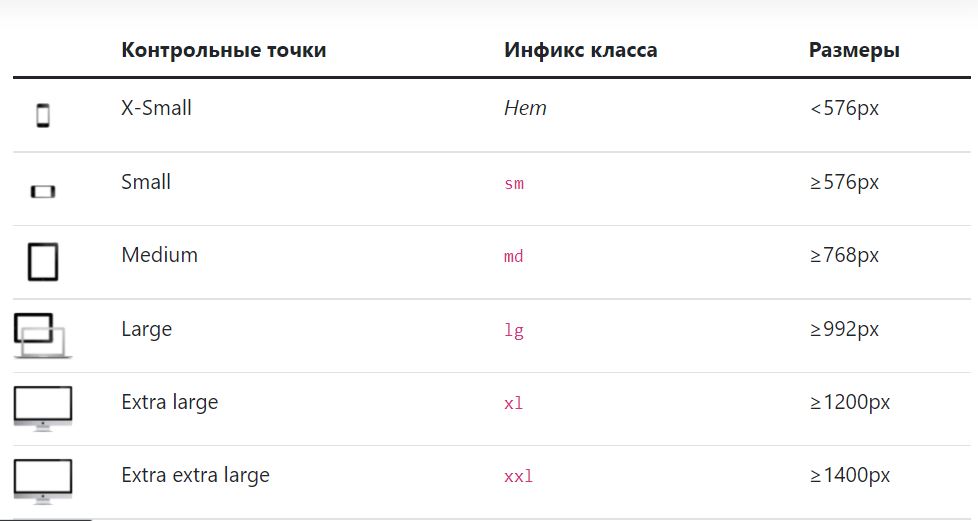 Контрольные точки Инфикс класса Размеры
X-Small Нет <576px
Small sm ≥576px
Medium md ≥768px
Large lg ≥992px
Extra large xl ≥1200px
Extra extra large xxl ≥1400px